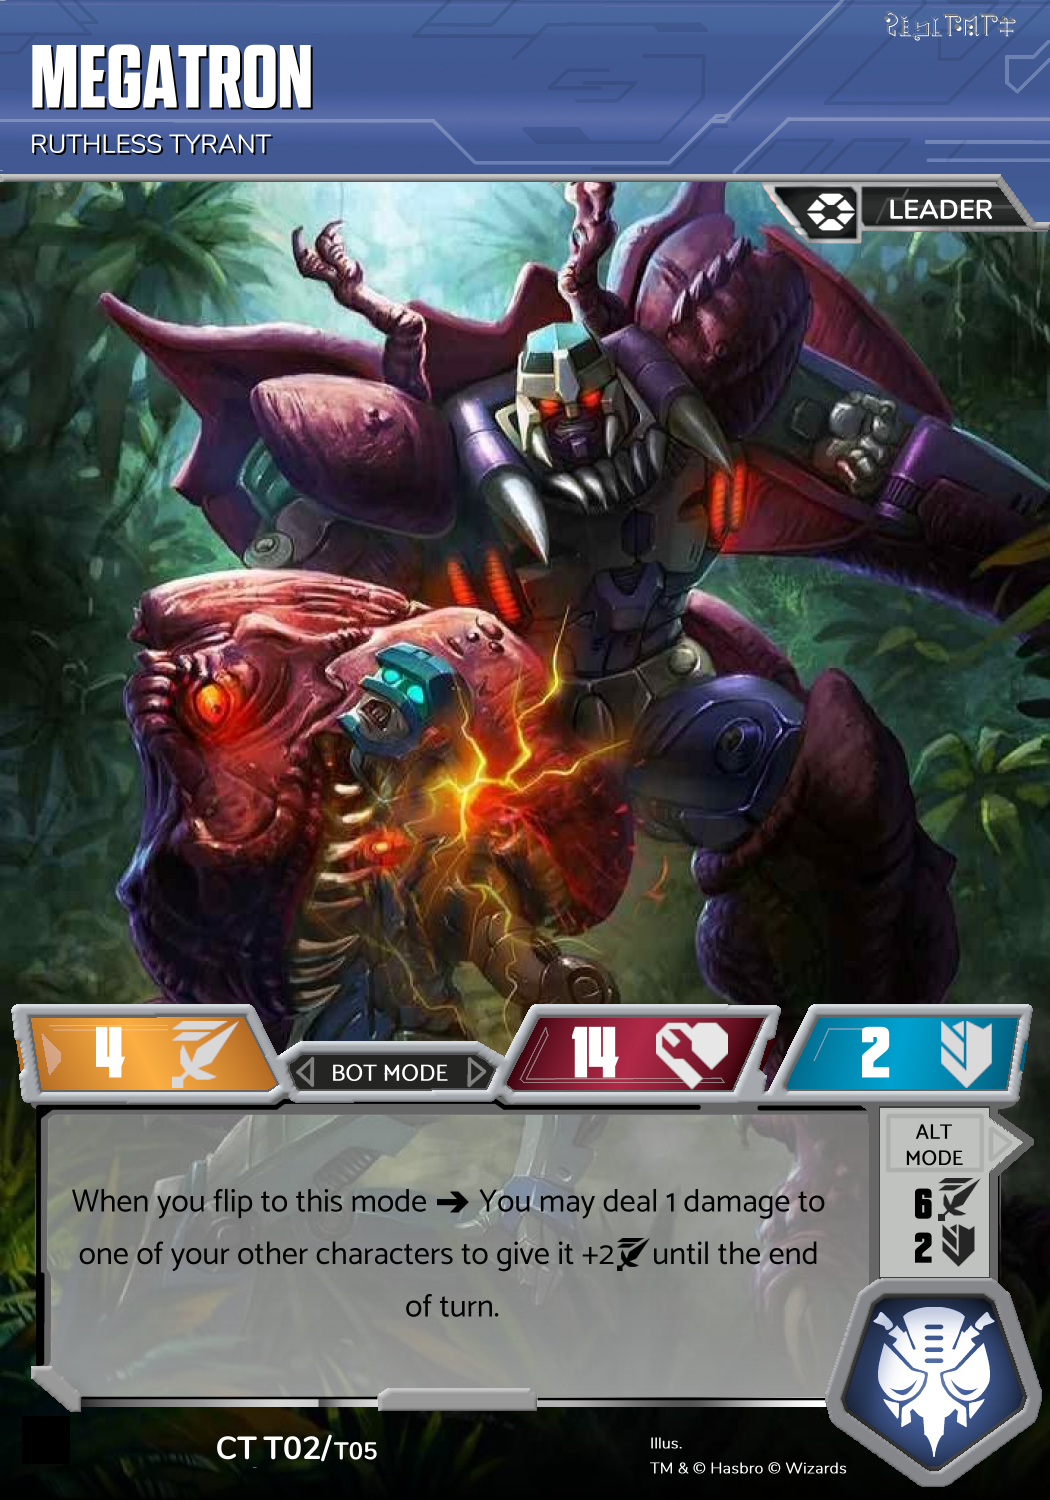 MEGATRON
RUTHLESS TYRANT
LEADER
4
14
2
BOT MODE
When you flip to this mode ➔ You may deal 1 damage to
one of your other characters to give it +2 until the end
of turn.
ALT
MODE
6
2
CT T02/T05
Illus.
TM & © Hasbro © Wizards